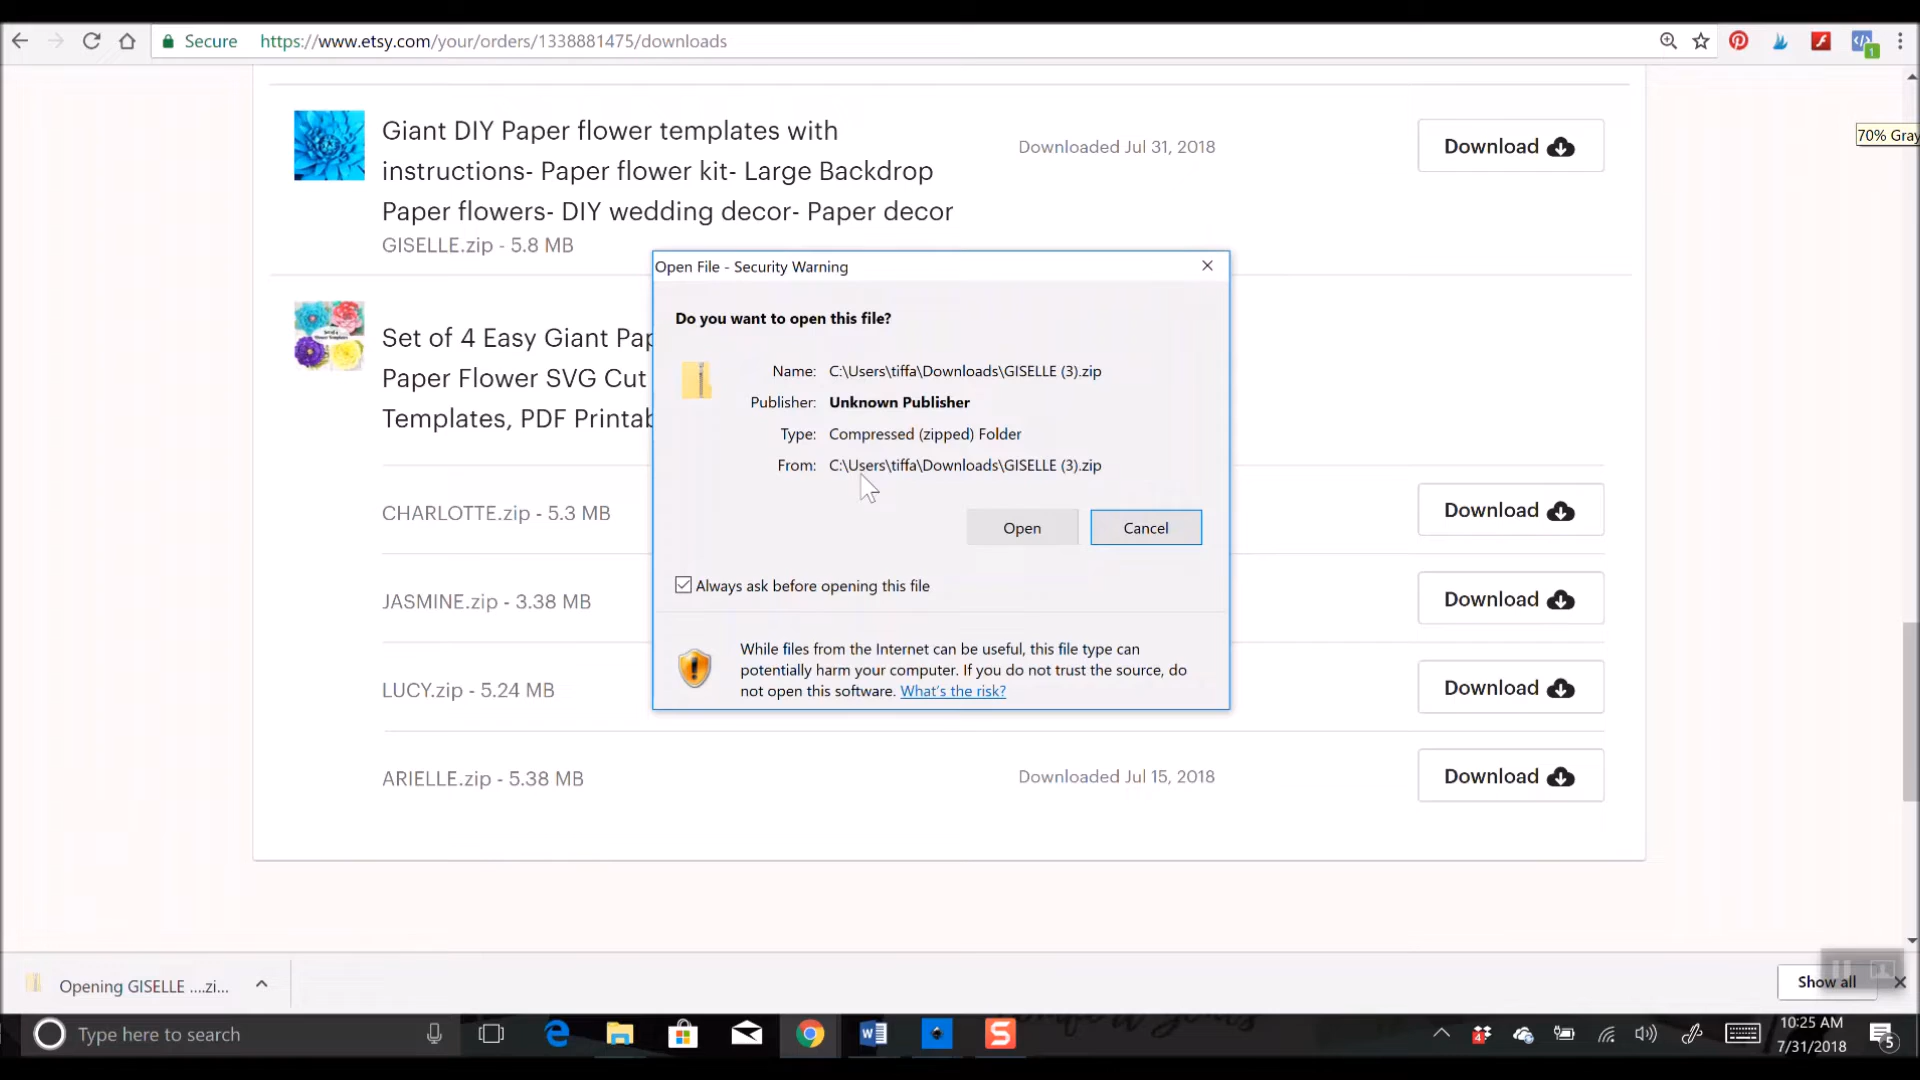 Secure https://www.etsy.com/your/orders/1338881475/downloads
1
70% Gray
Giant DIY Paper flower templates with
instructions- Paper flower kit- Large Backdrop
Paper flowers- DIY wedding decor- Paper decor
GISELLE.zip - 5.8 MB
Downloaded Jul 31, 2018
Download
Set of 4 Easy Giant Pap
Paper Flower SVG Cut
Templates, PDF Printab
CHARLOTTE.zip - 5.3 MB
Download
JASMINE.zip - 3.38 MB
Download
LUCY.zip - 5.24 MB
Download
ARIELLE.zip - 5.38 MB
Downloaded Jul 15, 2018
Download
Open File - Security Warning
Do you want to open this file?
Name: C:\Users\tiffa\Downloads\GISELLE (3).zip
Publisher: Unknown Publisher
Type: Compressed (zipped) Folder
From: C:\Users\tiffa\Downloads\GISELLE (3).zip
Open
Cancel
Always ask before opening this file
While files from the Internet can be useful, this file type can
potentially harm your computer. If you do not trust the source, do
not open this software. What's the risk?
Opening GISELLE ....zi...
Show all
Type here to search
10:25 AM
7/31/2018
5